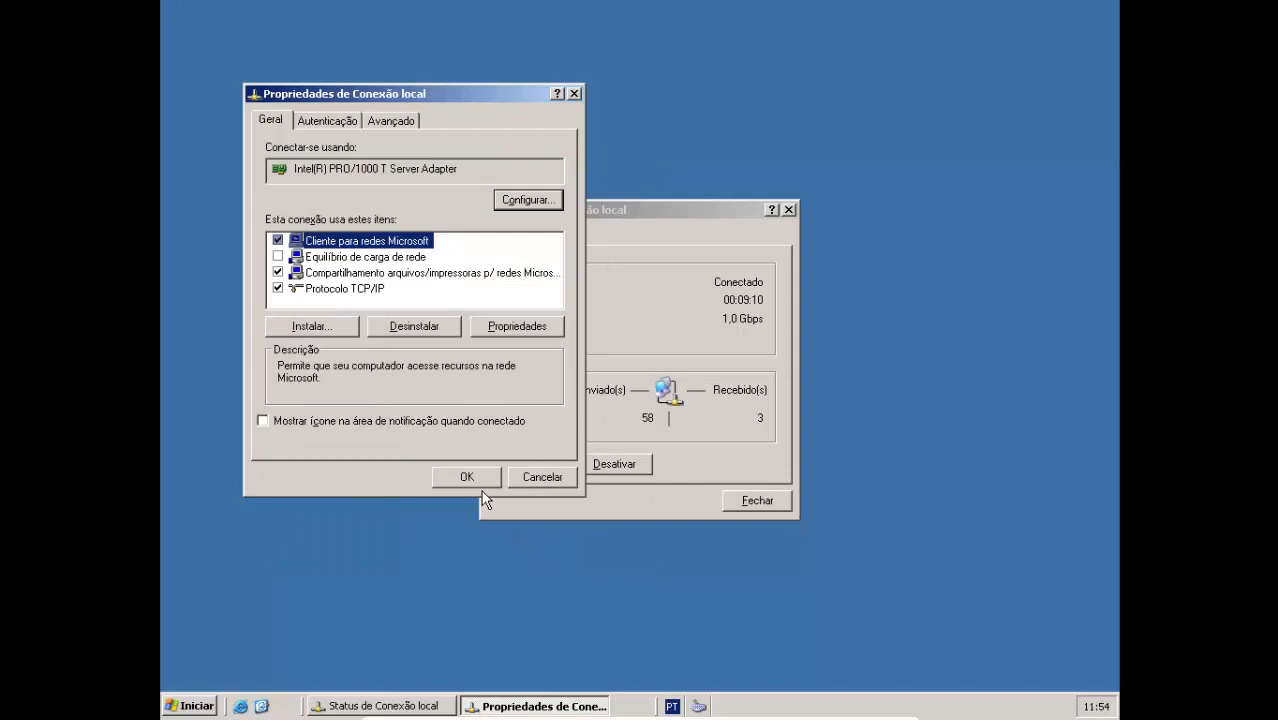 Propriedades de Conexão local
Geral
Autenticação
Avançado
Conectar-se usando:
Intel(R) PRO/1000 T Server Adapter
Configurar...
Esta conexão usa estes itens:
Cliente para redes Microsoft
Equilíbrio de carga de rede
Compartilhamento arquivos/impressoras p/ redes Micros...
Protocolo TCP/IP
Instalar...
Desinstalar
Propriedades
Descrição
Permite que seu computador acesse recursos na rede
Microsoft.
Mostrar ícone na área de notificação quando conectado
OK
Cancelar
ão local
Conectado
00:09:10
1,0 Gbps
nviado(s)
Recebido(s)
58
3
Desativar
Fechar
Iniciar
Status de Conexão local
Propriedades de Cone...
PT
11:54